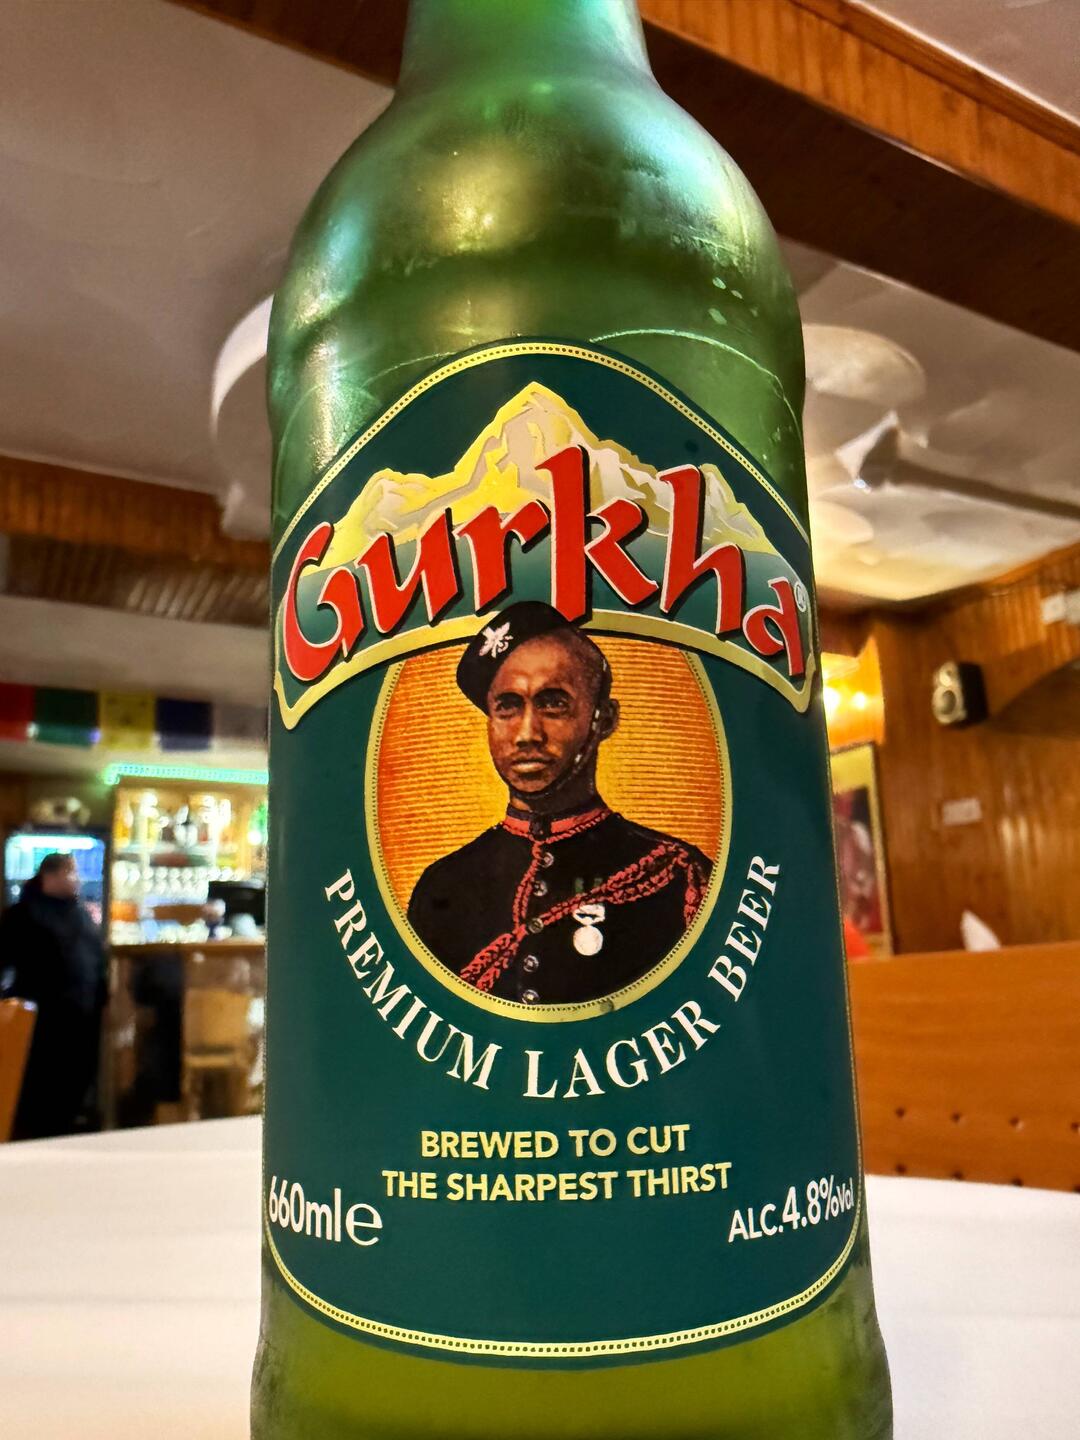 Gurkha®
PREMIUM LAGER BEER
BREWED TO CUT
THE SHARPEST THIRST
660ml e
ALC.4.8%Vol